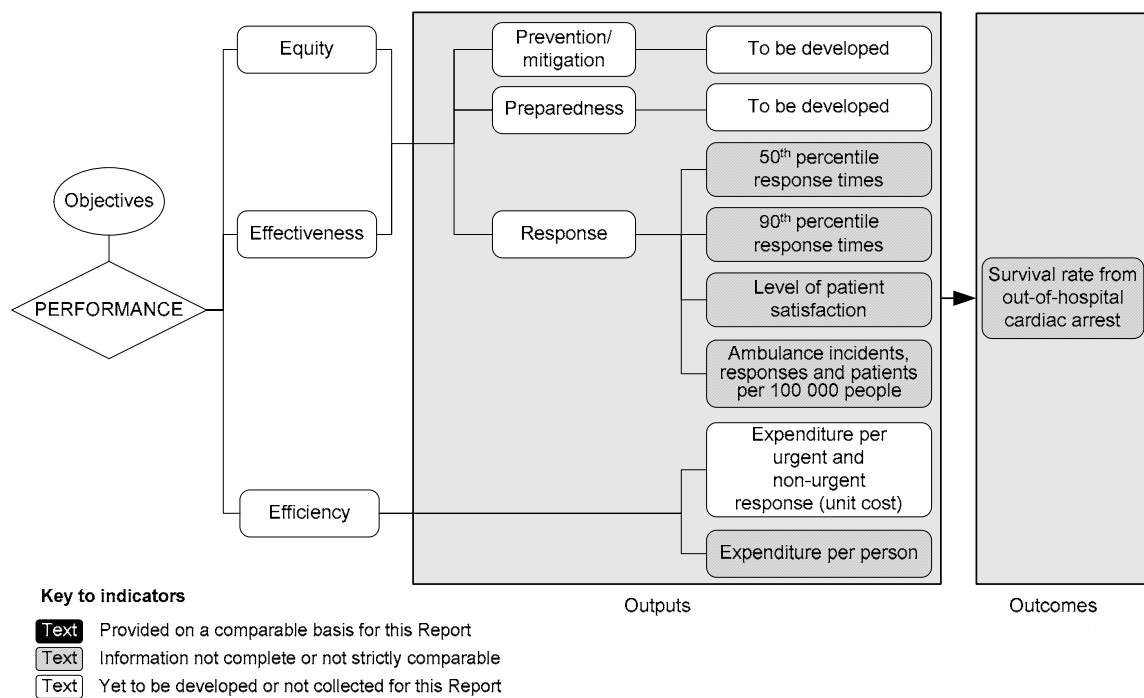 Objectives
PERFORMANCE
Equity
Effectiveness
Efficiency
Prevention/
mitigation
Preparedness
Response
To be developed
To be developed
50th percentile
response times
90th percentile
response times
Level of patient
satisfaction
Ambulance incidents,
responses and patients
per 100 000 people
Expenditure per
urgent and
non-urgent
response (unit cost)
Expenditure per person
Survival rate from
out-of-hospital
cardiac arrest
Outputs
Outcomes
Key to indicators
Text Provided on a comparable basis for this Report
Text Information not complete or not strictly comparable
Text Yet to be developed or not collected for this Report